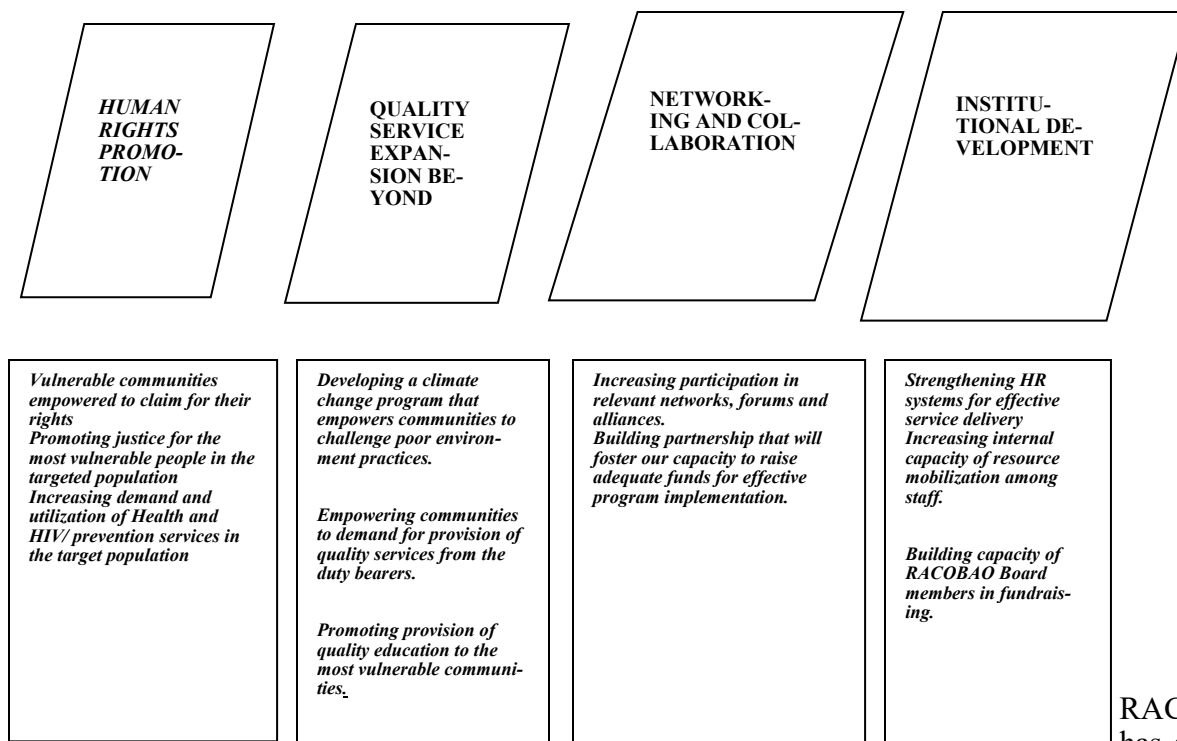 HUMAN
RIGHTS
PROMO-
TION
QUALITY
SERVICE
EXPAN-
SION BE-
YOND
NETWORK-
ING AND COL-
LABORATION
INSTITU-
TIONAL DE-
VELOPMENT
Vulnerable communities
empowered to claim for their
rights
Promoting justice for the
most vulnerable people in the
targeted population
Increasing demand and
utilization of Health and
HIV/ prevention services in
the target population
Developing a climate
change program that
empowers communities to
challenge poor environ-
ment practices.
Empowering communities
to demand for provision of
quality services from the
duty bearers.
Promoting provision of
quality education to the
most vulnerable communi-
ties.
Increasing participation in
relevant networks, forums and
alliances.
Building partnership that will
foster our capacity to raise
adequate funds for effective
program implementation.
Strengthening HR
systems for effective
service delivery
Increasing internal
capacity of resource
mobilization among
staff.
Building capacity of
RACOBAO Board
members in fundrais-
ing.
RAC